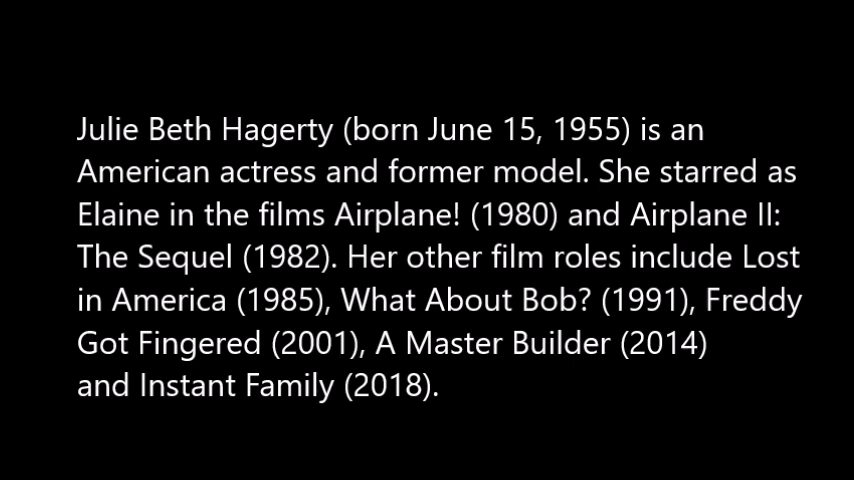 Julie Beth Hagerty (born June 15, 1955) is an
American actress and former model. She starred as
Elaine in the films Airplane! (1980) and Airplane II:
The Sequel (1982). Her other film roles include Lost
in America (1985), What About Bob? (1991), Freddy
Got Fingered (2001), A Master Builder (2014)
and Instant Family (2018).